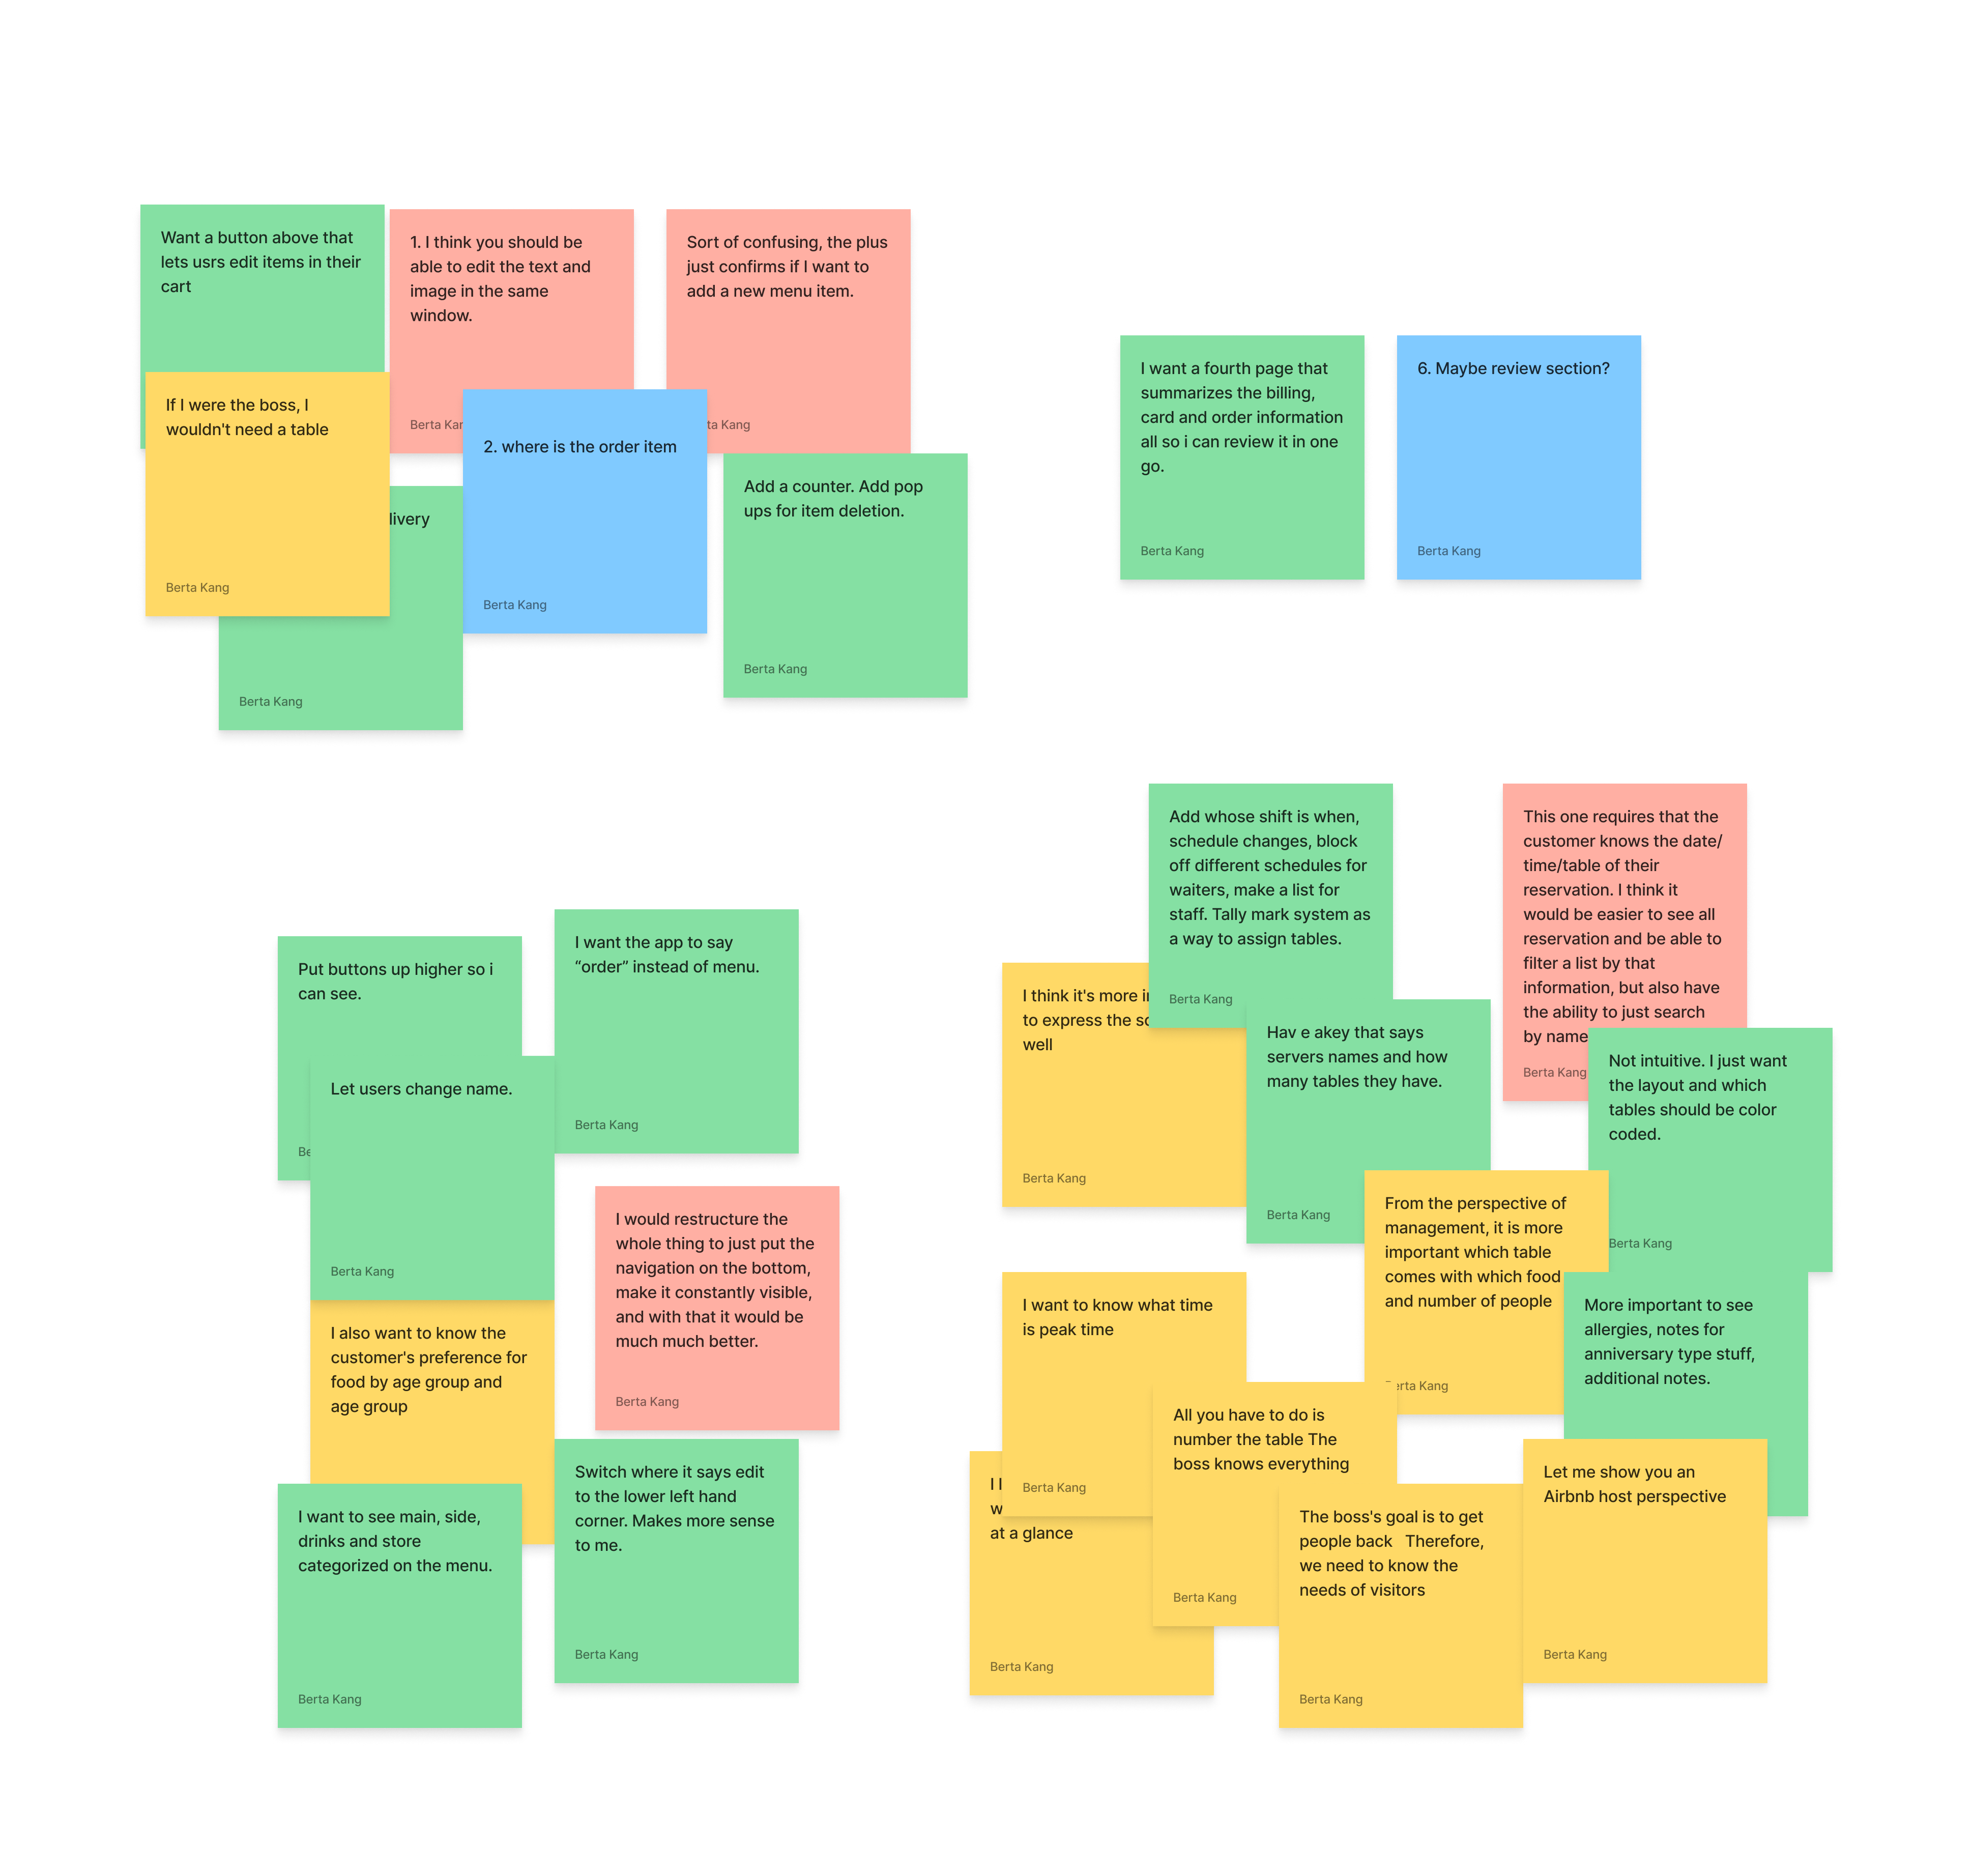 Want a button above that
lets usrs edit items in their
cart
1. I think you should be
able to edit the text and
image in the same
window.
Berta
Sort of confusing, the plus
just confirms if I want to
add a new menu item.
Kang
If I were the boss, I
wouldn't need a table
Berta Kang
2. where is the order item
Berta Kang
Berta Kang
Add a counter. Add pop
ups for item deletion.
Berta Kang
I want a fourth page that
summarizes the billing,
card and order information
all so i can review it in one
go.
Berta Kang
6. Maybe review section?
Berta Kang
Put buttons up higher so i
can see.
I want the app to say
“order” instead of menu.
Berta Kang
Let users change name.
Berta Kang
I would restructure the
whole thing to just put the
navigation on the bottom,
make it constantly visible,
and with that it would be
much much better.
Berta Kang
I also want to know the
customer's preference for
food by age group and
age group
I want to see main, side,
drinks and store
categorized on the menu.
Berta Kang
Switch where it says edit
to the lower left hand
corner. Makes more sense
to me.
Berta Kang
Add whose shift is when,
schedule changes, block
off different schedules for
waiters, make a list for
staff. Tally mark system as
a way to assign tables.
Berta Kang
This one requires that the
customer knows the date/
time/table of their
reservation. I think it
would be easier to see all
reservation and be able to
filter a list by that
information, but also have
the ability to just search
by name
Berta Kang
I think it's more
to express the
well
Berta Kang
Hav e akey that says
servers names and how
many tables they have.
Berta Kang
Not intuitive. I just want
the layout and which
tables should be color
coded.
Berta Kang
From the perspective of
management, it is more
important which table
comes with which food
and number of people
Kang
More important to see
allergies, notes for
anniversary type stuff,
additional notes.
I want to know what time
is peak time
Berta Kang
All you have to do is
number the table The
boss knows everything
Berta Kang
I
at a glance
Berta Kang
The boss's goal is to get
people back   Therefore,
we need to know the
needs of visitors
Berta Kang
Let me show you an
Airbnb host perspective
Berta Kang